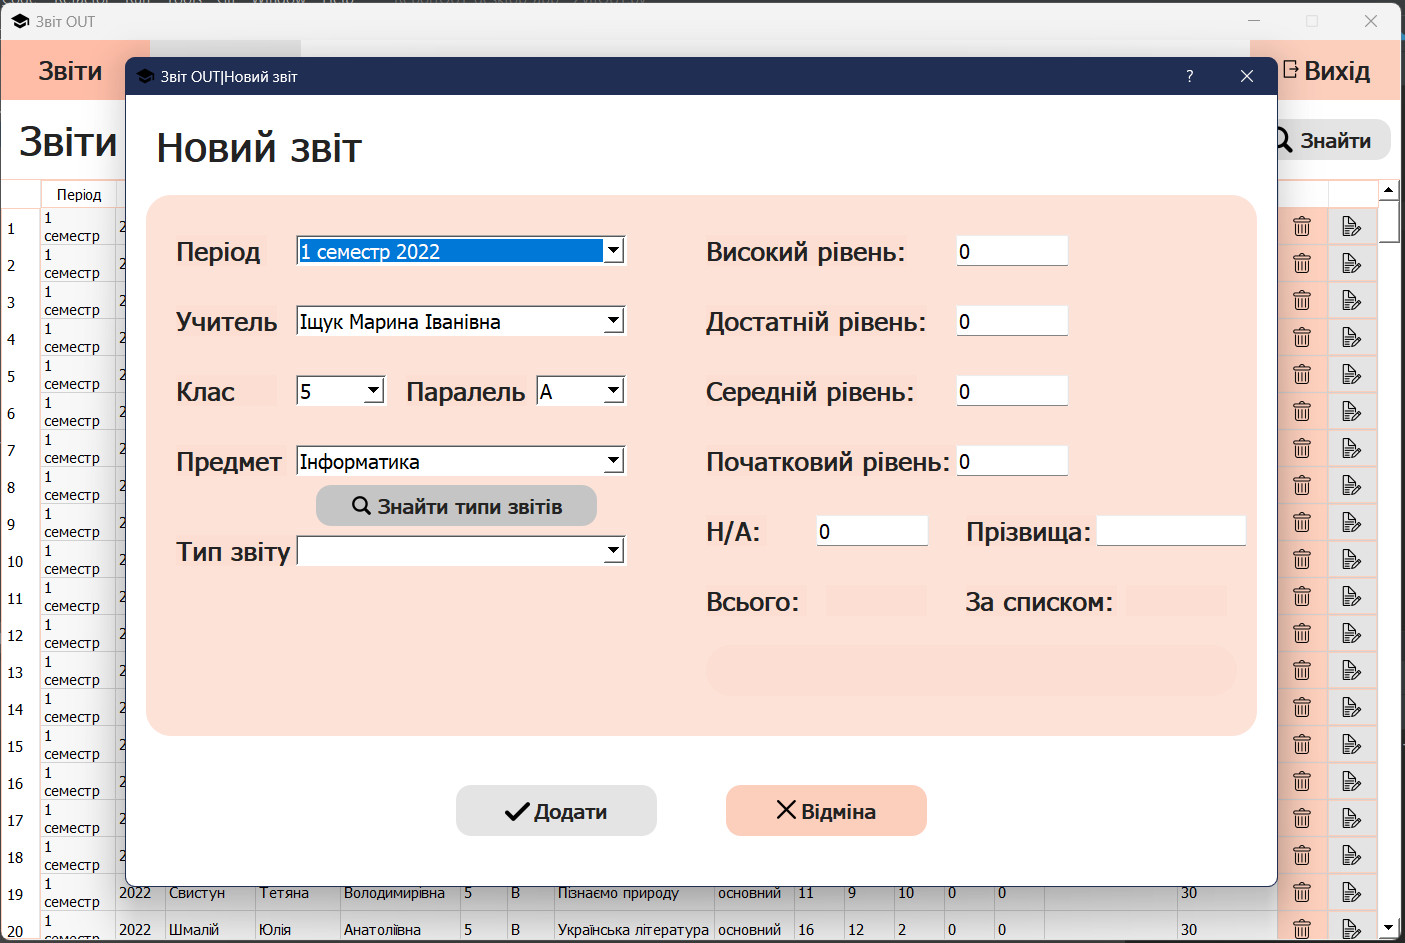 Звіт OUT
Звіти
Вихід
Звіт OUT|Новий звіт
?
Звіти
Знайти
Новий звіт
Період
Період
1 семестр 2022
Високий рівень:
0
Учитель
Іщук Марина Іванівна
Достатній рівень:
0
Клас
5
Паралель
А
Середній рівень:
0
Предмет
Інформатика
Початковий рівень:
0
Знайти типи звітів
Н/А:
0
Прізвища:
Тип звіту
Всього:
За списком:
Додати
Відміна
1 1 семестр 2
2 1 семестр 2
3 1 семестр 2
4 1 семестр 2
5 1 семестр 2
6 1 семестр 2
7 1 семестр 2
8 1 семестр 2
9 1 семестр 2
10 1 семестр 2
11 1 семестр 2
12 1 семестр 2
13 1 семестр 2
14 1 семестр 2
15 1 семестр 2
16 1 семестр 2
17 1 семестр 2
18 1 семестр 2
19 1 семестр 2022 Свистун Тетяна Володимирівна 5 В Пізнаємо природу основний 11 9 10 0 0 30
20 1 семестр 2022 Шмалій Юлія Анатоліївна 5 В Українська література основний 16 12 2 0 0 30